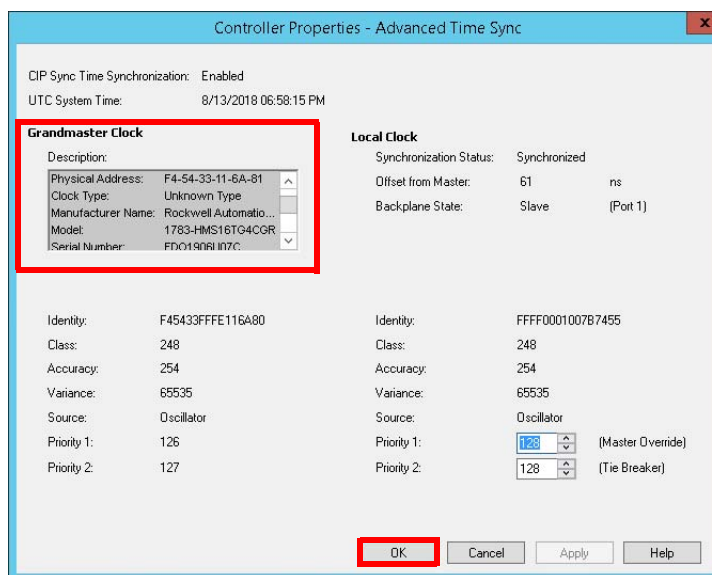 Controller Properties - Advanced Time Sync
x
CIP Sync Time Synchronization: Enabled
UTC System Time: 8/13/2018 06:58:15 PM
Grandmaster Clock
Description:
Physical Address: F4-54-33-11-6A-81
Clock Type: Unknown Type
Manufacturer Name: Rockwell Automatio...
Model: 1783-HMS16TG4CGR
Serial Number: FDO1906U07C
Local Clock
Synchronization Status: Synchronized
Offset from Master: 61 ns
Backplane State: Slave (Port 1)
Identity: F45433FFFE116A80
Class: 248
Accuracy: 254
Variance: 65535
Source: Oscillator
Priority 1: 126
Priority 2: 127
Identity: FFFF0001007B7455
Class: 248
Accuracy: 254
Variance: 65535
Source: Oscillator
Priority 1: 128 (Master Override)
Priority 2: 128 (Tie Breaker)
OK Cancel Apply Help